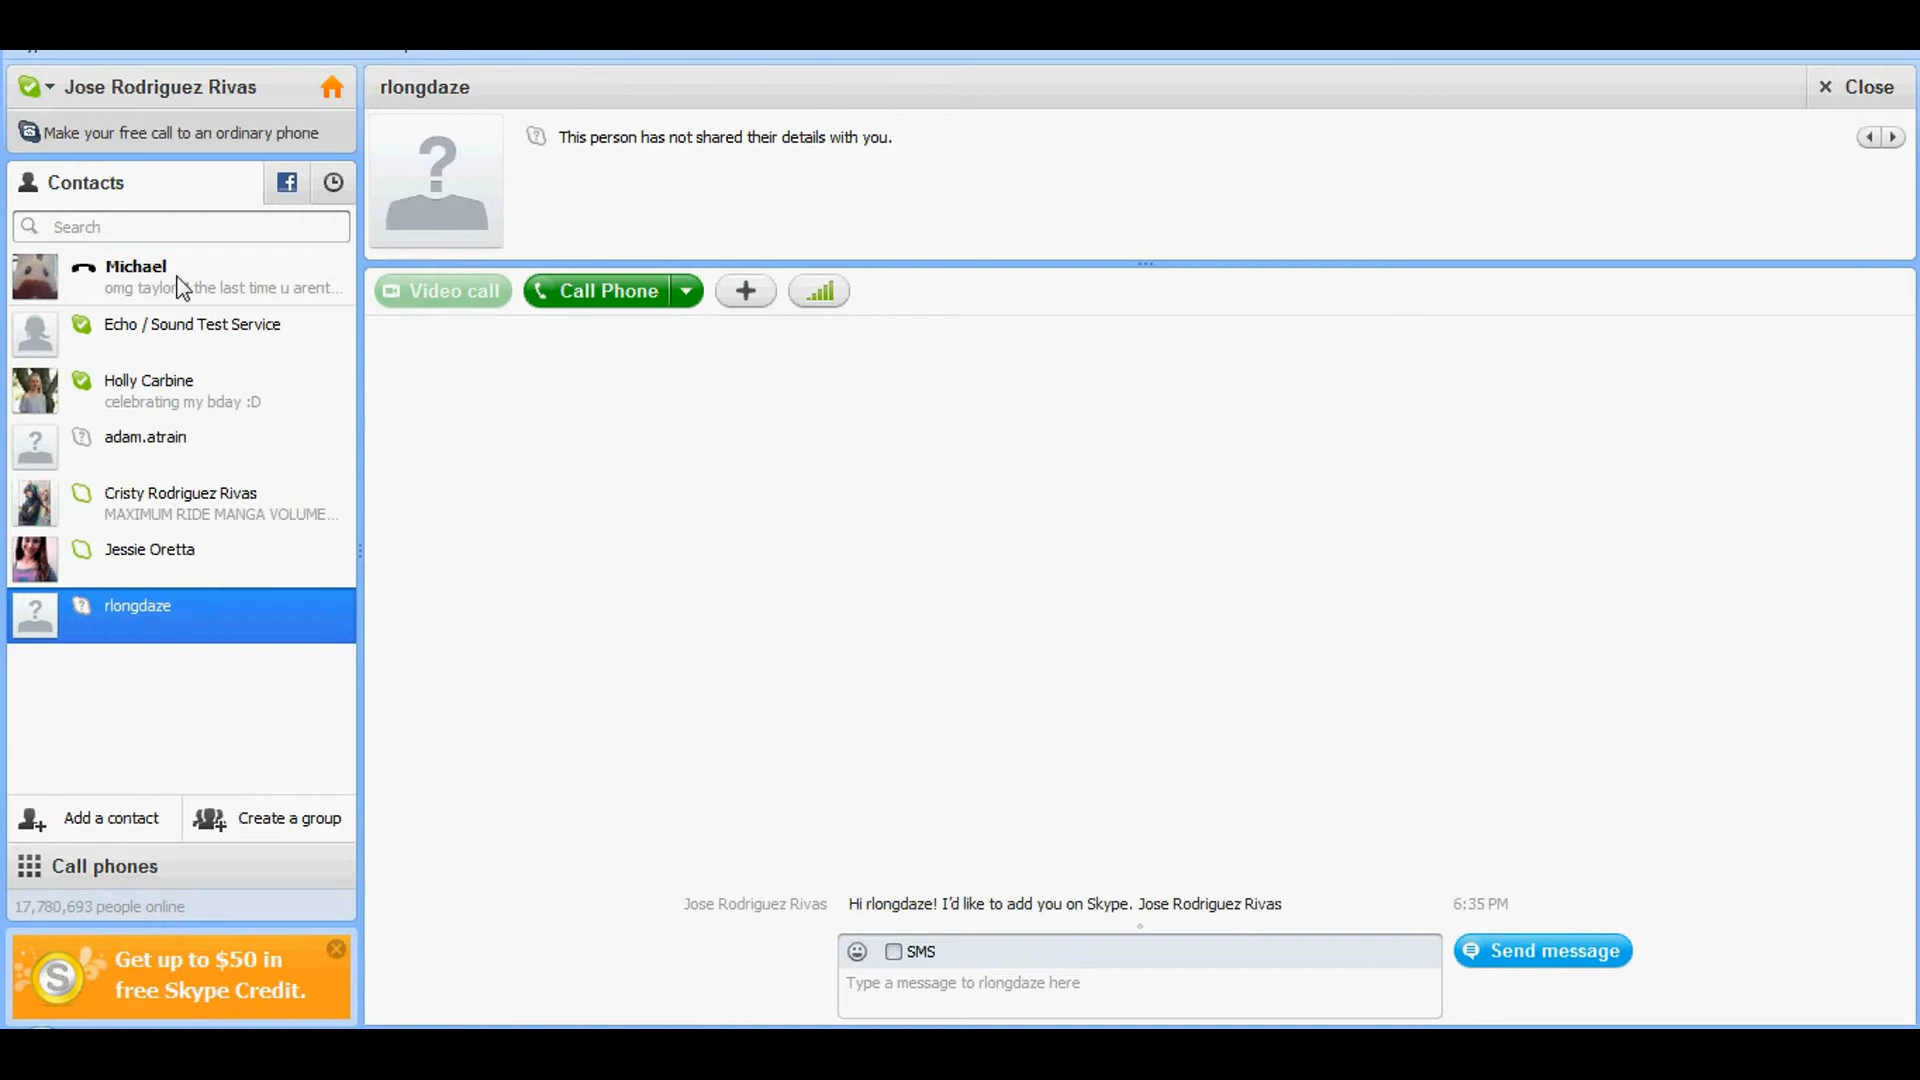 Jose Rodriguez Rivas
Make your free call to an ordinary phone
Contacts
Search
Michael
omg taylor the last time u arent...
Echo / Sound Test Service
Holly Carbine
celebrating my bday :D
adam.atrain
Cristy Rodriguez Rivas
MAXIMUM RIDE MANGA VOLUME...
Jessie Oretta
rlongdaze
Add a contact
Create a group
Call phones
17,780,693 people online
Get up to $50 in
free Skype Credit.
rlongdaze
Close
This person has not shared their details with you.
Video call
Call Phone
Jose Rodriguez Rivas Hi rlongdaze! I'd like to add you on Skype. Jose Rodriguez Rivas 6:35 PM
SMS
Type a message to rlongdaze here
Send message